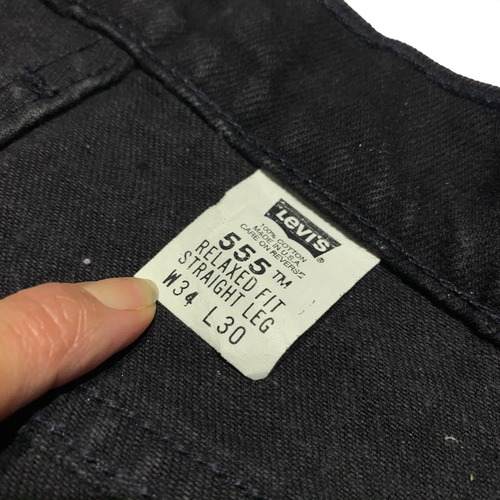 LEVI'S®
100% COTTON
MADE IN U.S.A.
CARE ON REVERSE
555™
RELAXED FIT
STRAIGHT LEG
W34 L30